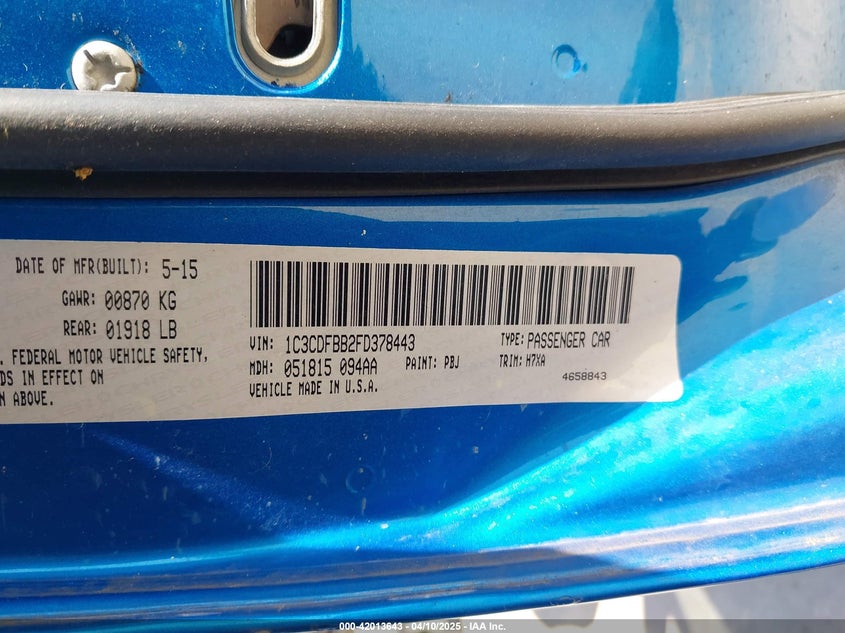 DATE OF MFR(BUILT): 5-15
GAWR: 00870 KG
REAR: 01918 LB
. FEDERAL MOTOR VEHICLE SAFETY,
DS IN EFFECT ON
N ABOVE.
VIN: 1C3CDFBB2FD378443 TYPE: PASSENGER CAR
MDH: 051815 094AA PAINT: PBJ TRIM: H7XA
VEHICLE MADE IN U.S.A. 4658843
000-42013643 - 04/10/2025 - IAA Inc.